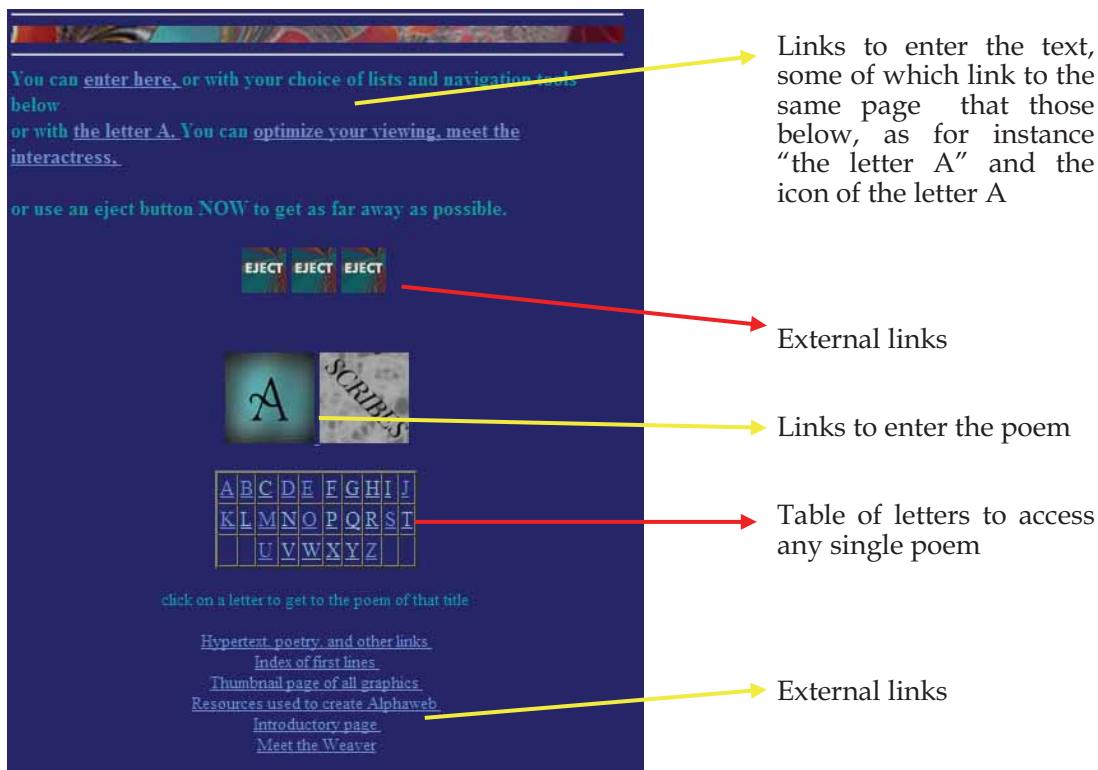 You can enter here, or with your choice of lists and navigation tools
below
or with the letter A. You can optimize your viewing, meet the
interactress,
or use an eject button NOW to get as far away as possible.
EJECT EJECT EJECT
A SCRIBES
A B C D E F G H I J
K L M N O P Q R S T
U V W X Y Z
click on a letter to get to the poem of that title
Hypertext, poetry, and other links
Index of first lines
Thumbnail page of all graphics
Resources used to create Alphaweb
Introductory page
Meet the Weaver
Links to enter the text,
some of which link to the
same page that those
below, as for instance
“the letter A” and the
icon of the letter A
External links
Links to enter the poem
Table of letters to access
any single poem
External links